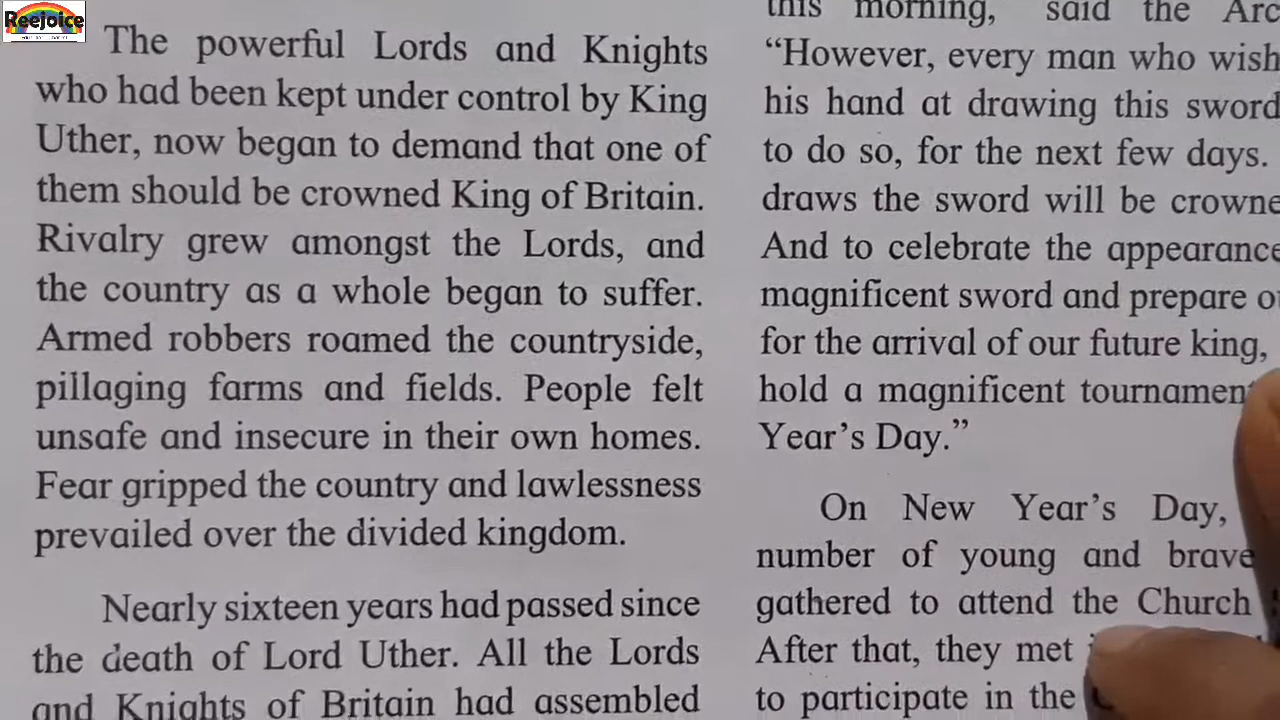 Reejoice
The powerful Lords and Knights
who had been kept under control by King
Uther, now began to demand that one of
them should be crowned King of Britain.
Rivalry grew amongst the Lords, and
the country as a whole began to suffer.
Armed robbers roamed the countryside,
pillaging farms and fields. People felt
unsafe and insecure in their own homes.
Fear gripped the country and lawlessness
prevailed over the divided kingdom.
Nearly sixteen years had passed since
the death of Lord Uther. All the Lords
and Knights of Britain had assembled
this morning, said the Arc
“However, every man who wish
his hand at drawing this sword
to do so, for the next few days.
draws the sword will be crowne
And to celebrate the appearance
magnificent sword and prepare
for the arrival of our future king,
hold a magnificent tournamen
Year’s Day.”
On New Year’s Day,
number of young and brave
gathered to attend the Church
After that, they met
to participate in the